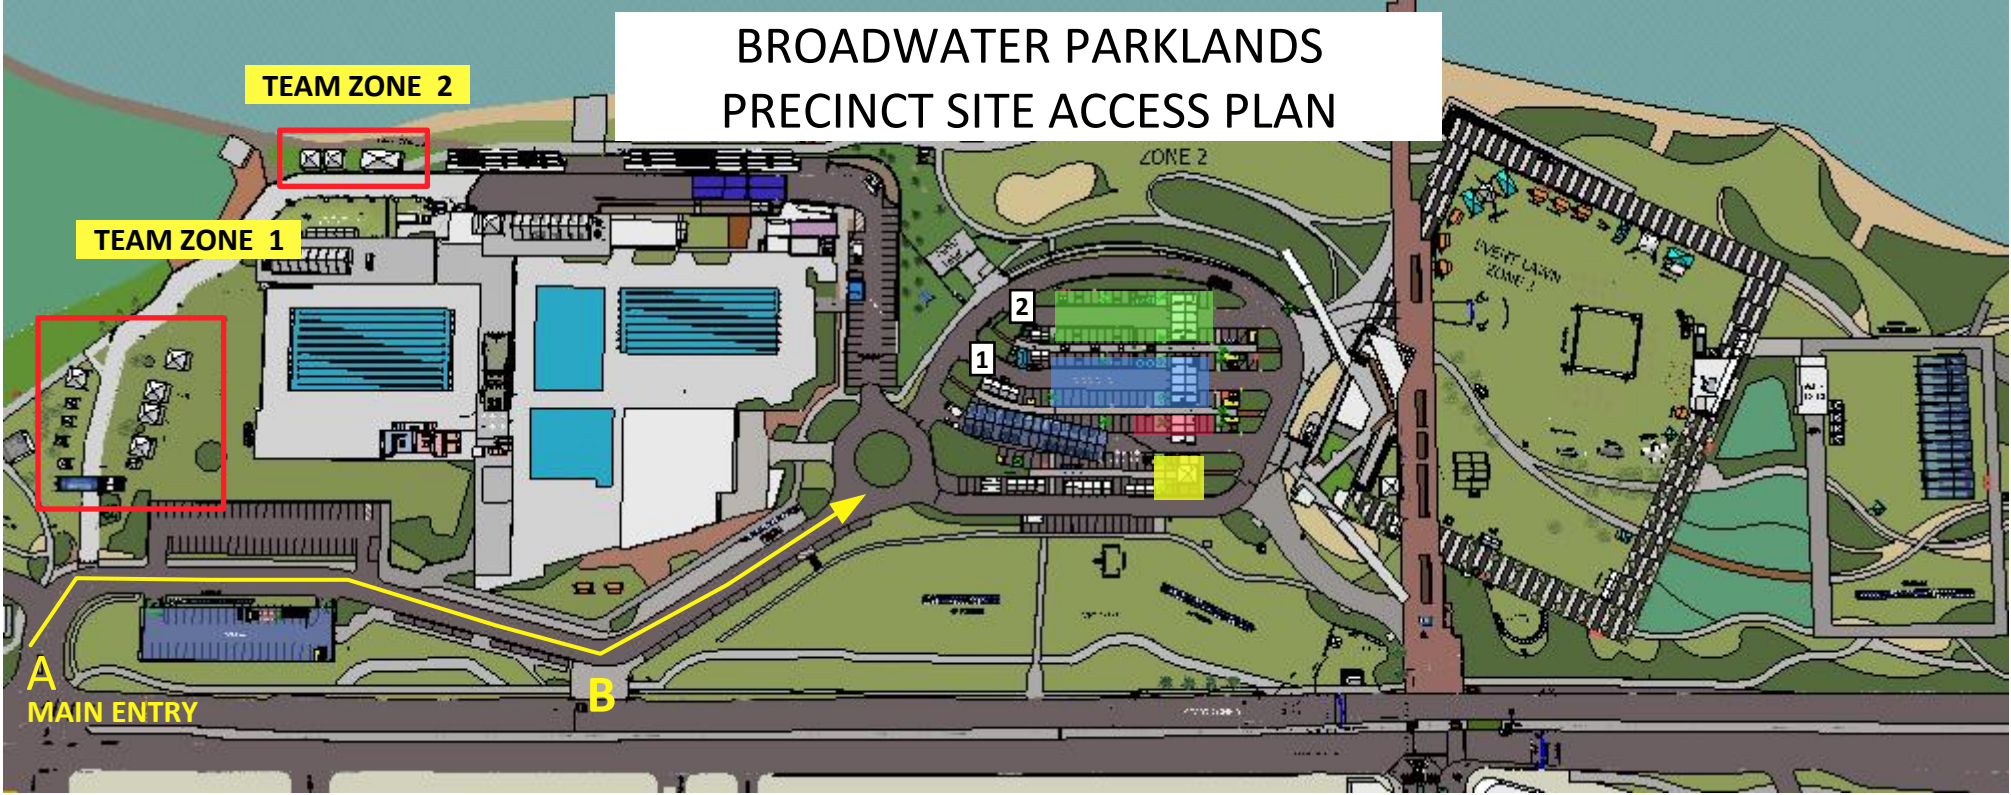 BROADWATER PARKLANDS
PRECINCT SITE ACCESS PLAN
TEAM ZONE 2
ZONE 2
TEAM ZONE 1
EVENT LAWN
ZONE
2
1
A
MAIN ENTRY
B